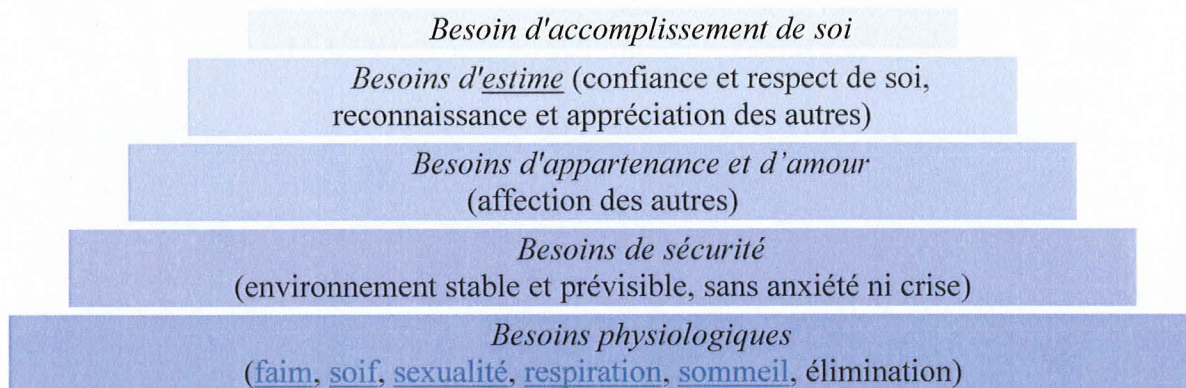 Besoin d'accomplissement de soi
Besoins d'estime (confiance et respect de soi,
reconnaissance et appréciation des autres)
Besoins d'appartenance et d’amour
(affection des autres)
Besoins de sécurité
(environnement stable et prévisible, sans anxiété ni crise)
Besoins physiologiques
(faim, soif, sexualité, respiration, sommeil, élimination)